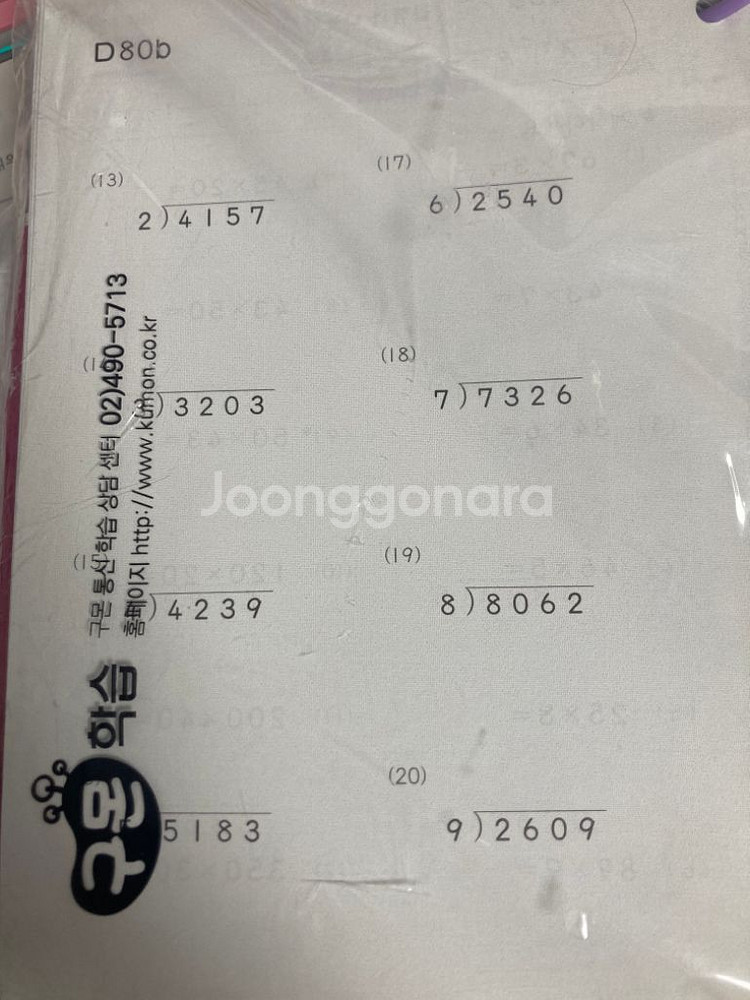 D80b
(13)
2)4157
(17)
6)2540
3203
(18)
7)7326
4239
(19)
8)8062
5183
(20)
9)2609
구몬 통신 학습 상담 센터 02)490-5713
홈페이지 http://www.kumon.co.kr
구몬 학습
Joonggonara